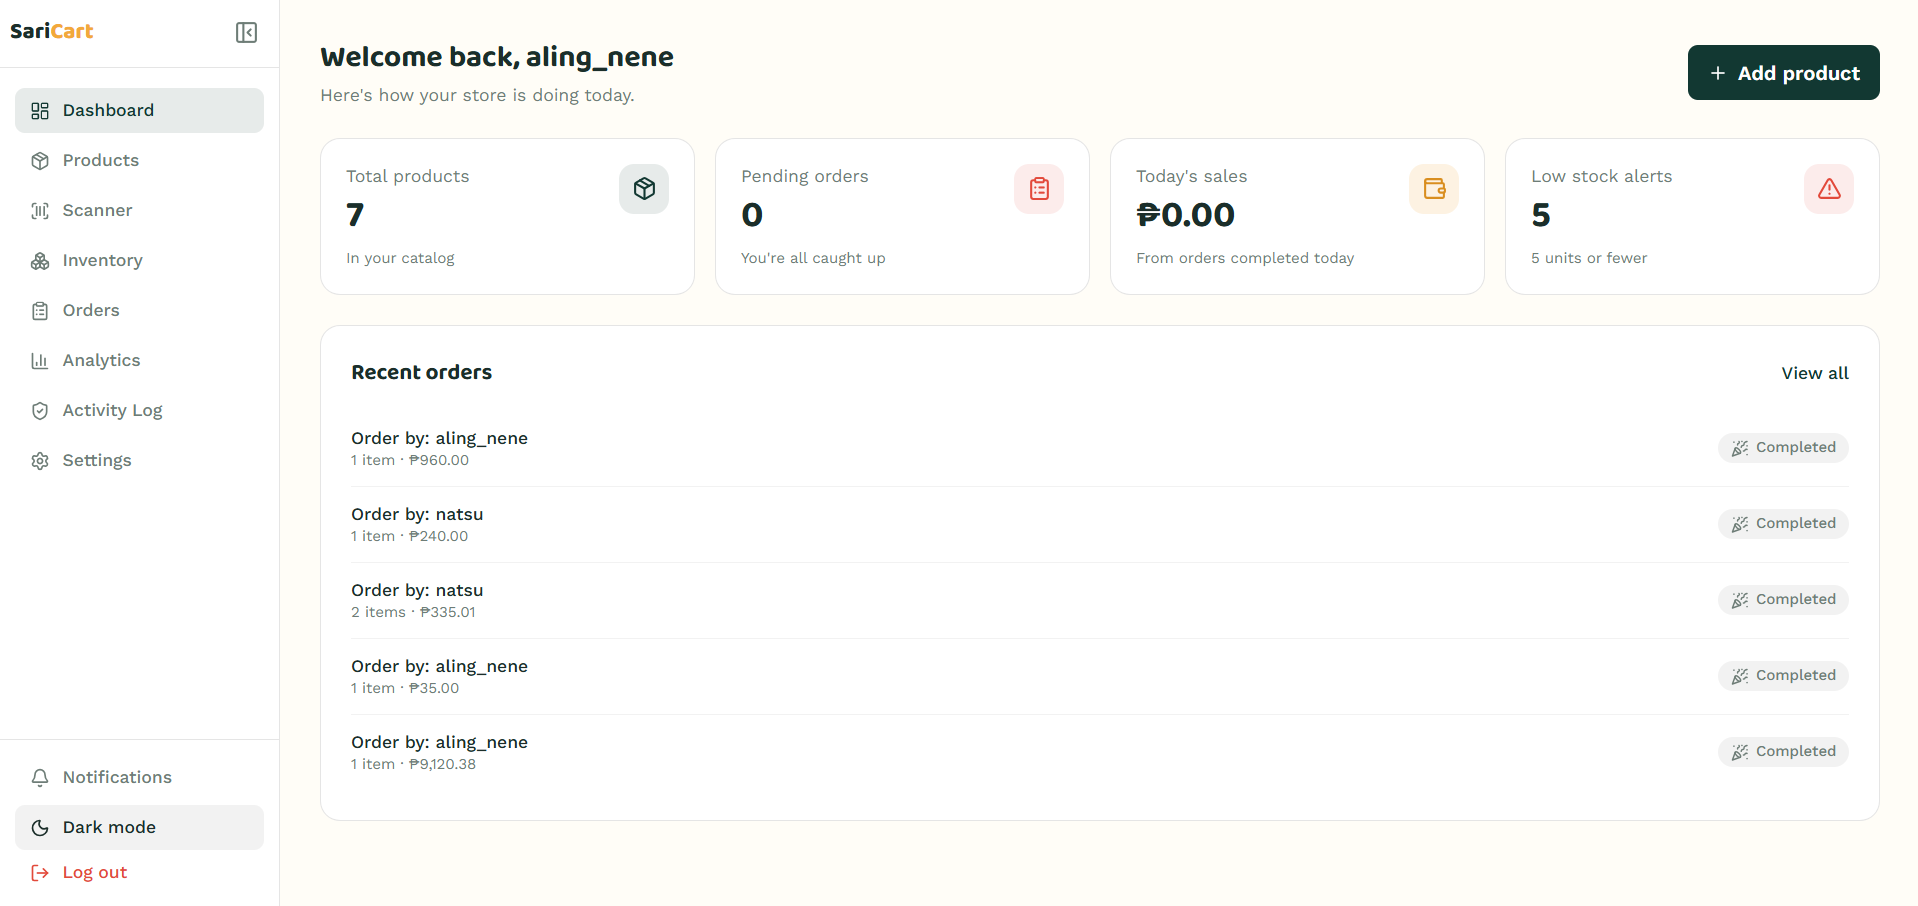 SariCart
Dashboard
Products
Scanner
Inventory
Orders
Analytics
Activity Log
Settings
Notifications
Dark mode
Log out
Welcome back, aling_nene
Here's how your store is doing today.
+ Add product
Total products
7
In your catalog
Pending orders
0
You're all caught up
Today's sales
₱0.00
From orders completed today
Low stock alerts
5
5 units or fewer
Recent orders
View all
Order by: aling_nene
1 item · ₱960.00
Completed
Order by: natsu
1 item · ₱240.00
Completed
Order by: natsu
2 items · ₱335.01
Completed
Order by: aling_nene
1 item · ₱35.00
Completed
Order by: aling_nene
1 item · ₱9,120.38
Completed